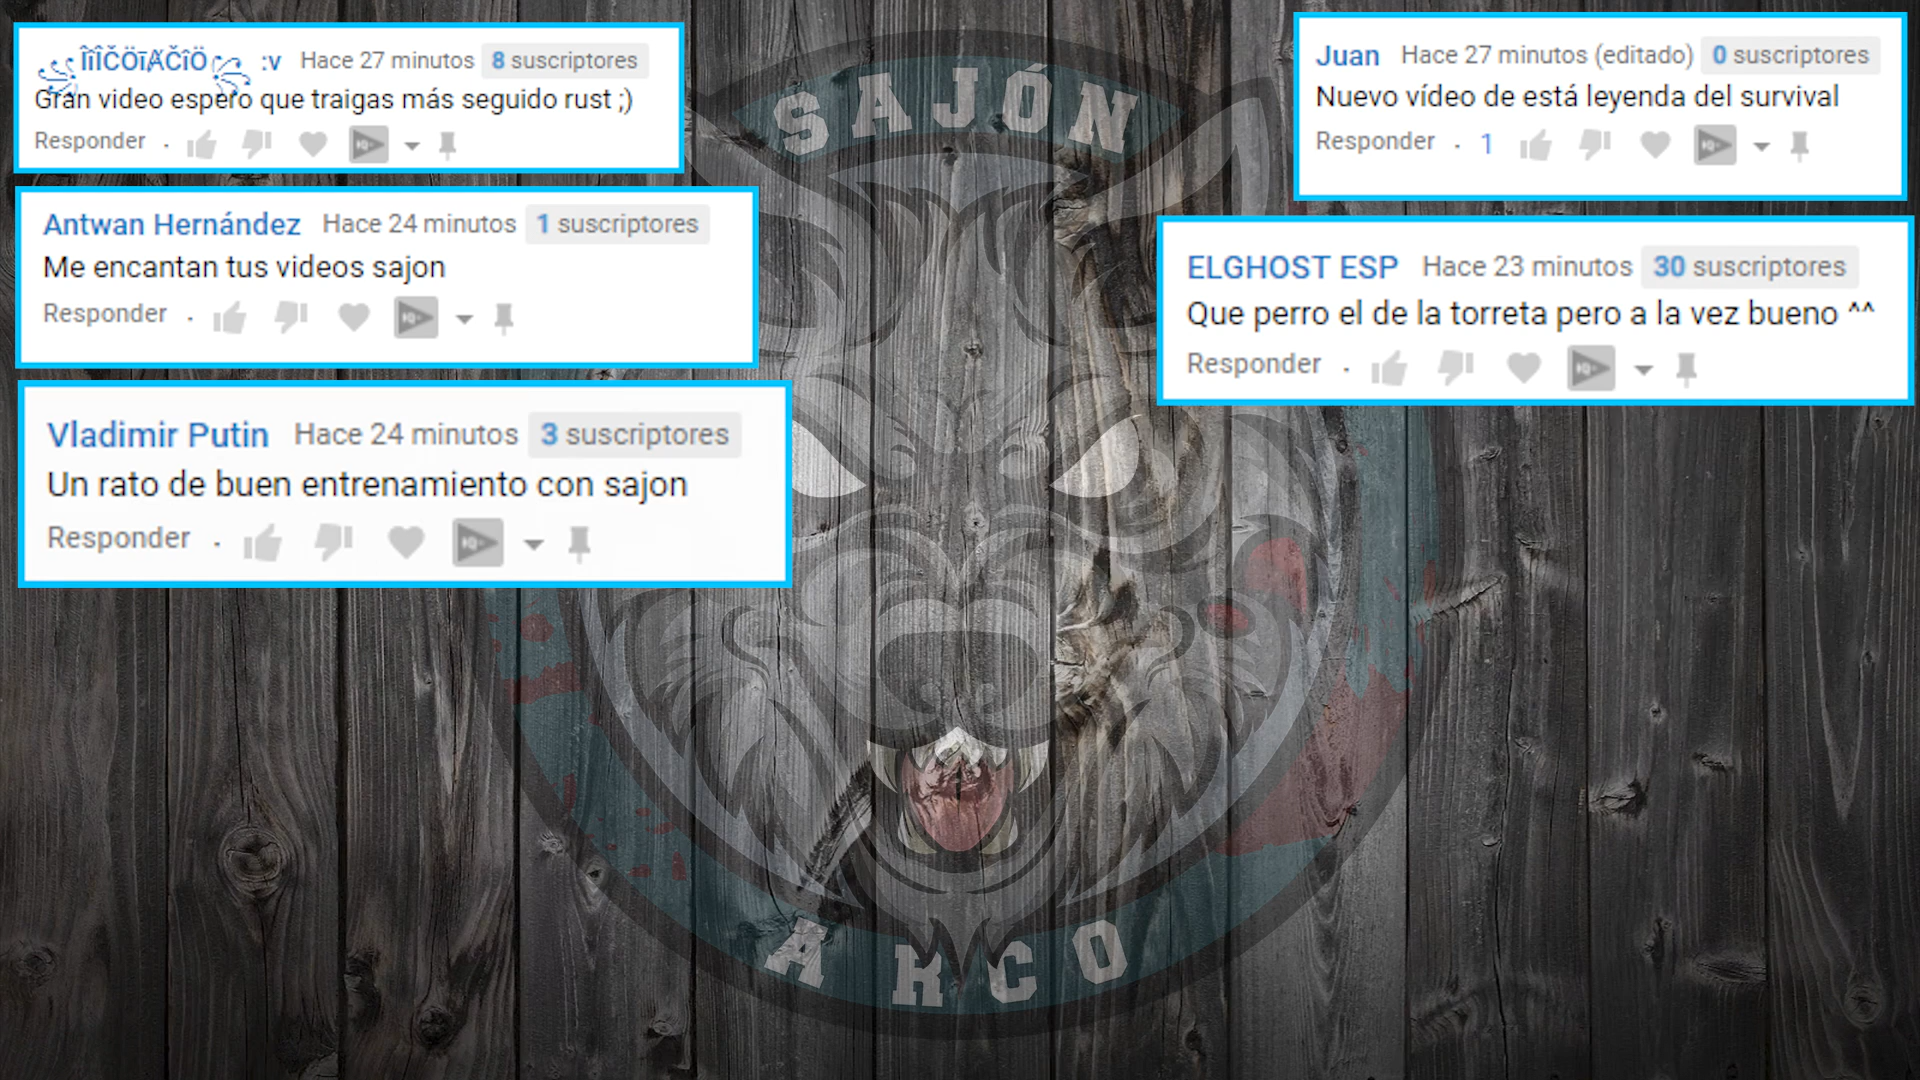 :v Hace 27 minutos 8 suscriptores
Gran video espero que traigas más seguido rust ;)
Responder .
Antwan Hernández Hace 24 minutos 1 suscriptores
Me encantan tus videos sajon
Responder .
Vladimir Putin Hace 24 minutos 3 suscriptores
Un rato de buen entrenamiento con sajon
Responder .
SAJÓN
Juan Hace 27 minutos (editado) 0 suscriptores
Nuevo vídeo de está leyenda del survival
Responder . 1
ELGHOST ESP Hace 23 minutos 30 suscriptores
Que perro el de la torreta pero a la vez bueno ^^
Responder .
ARCO